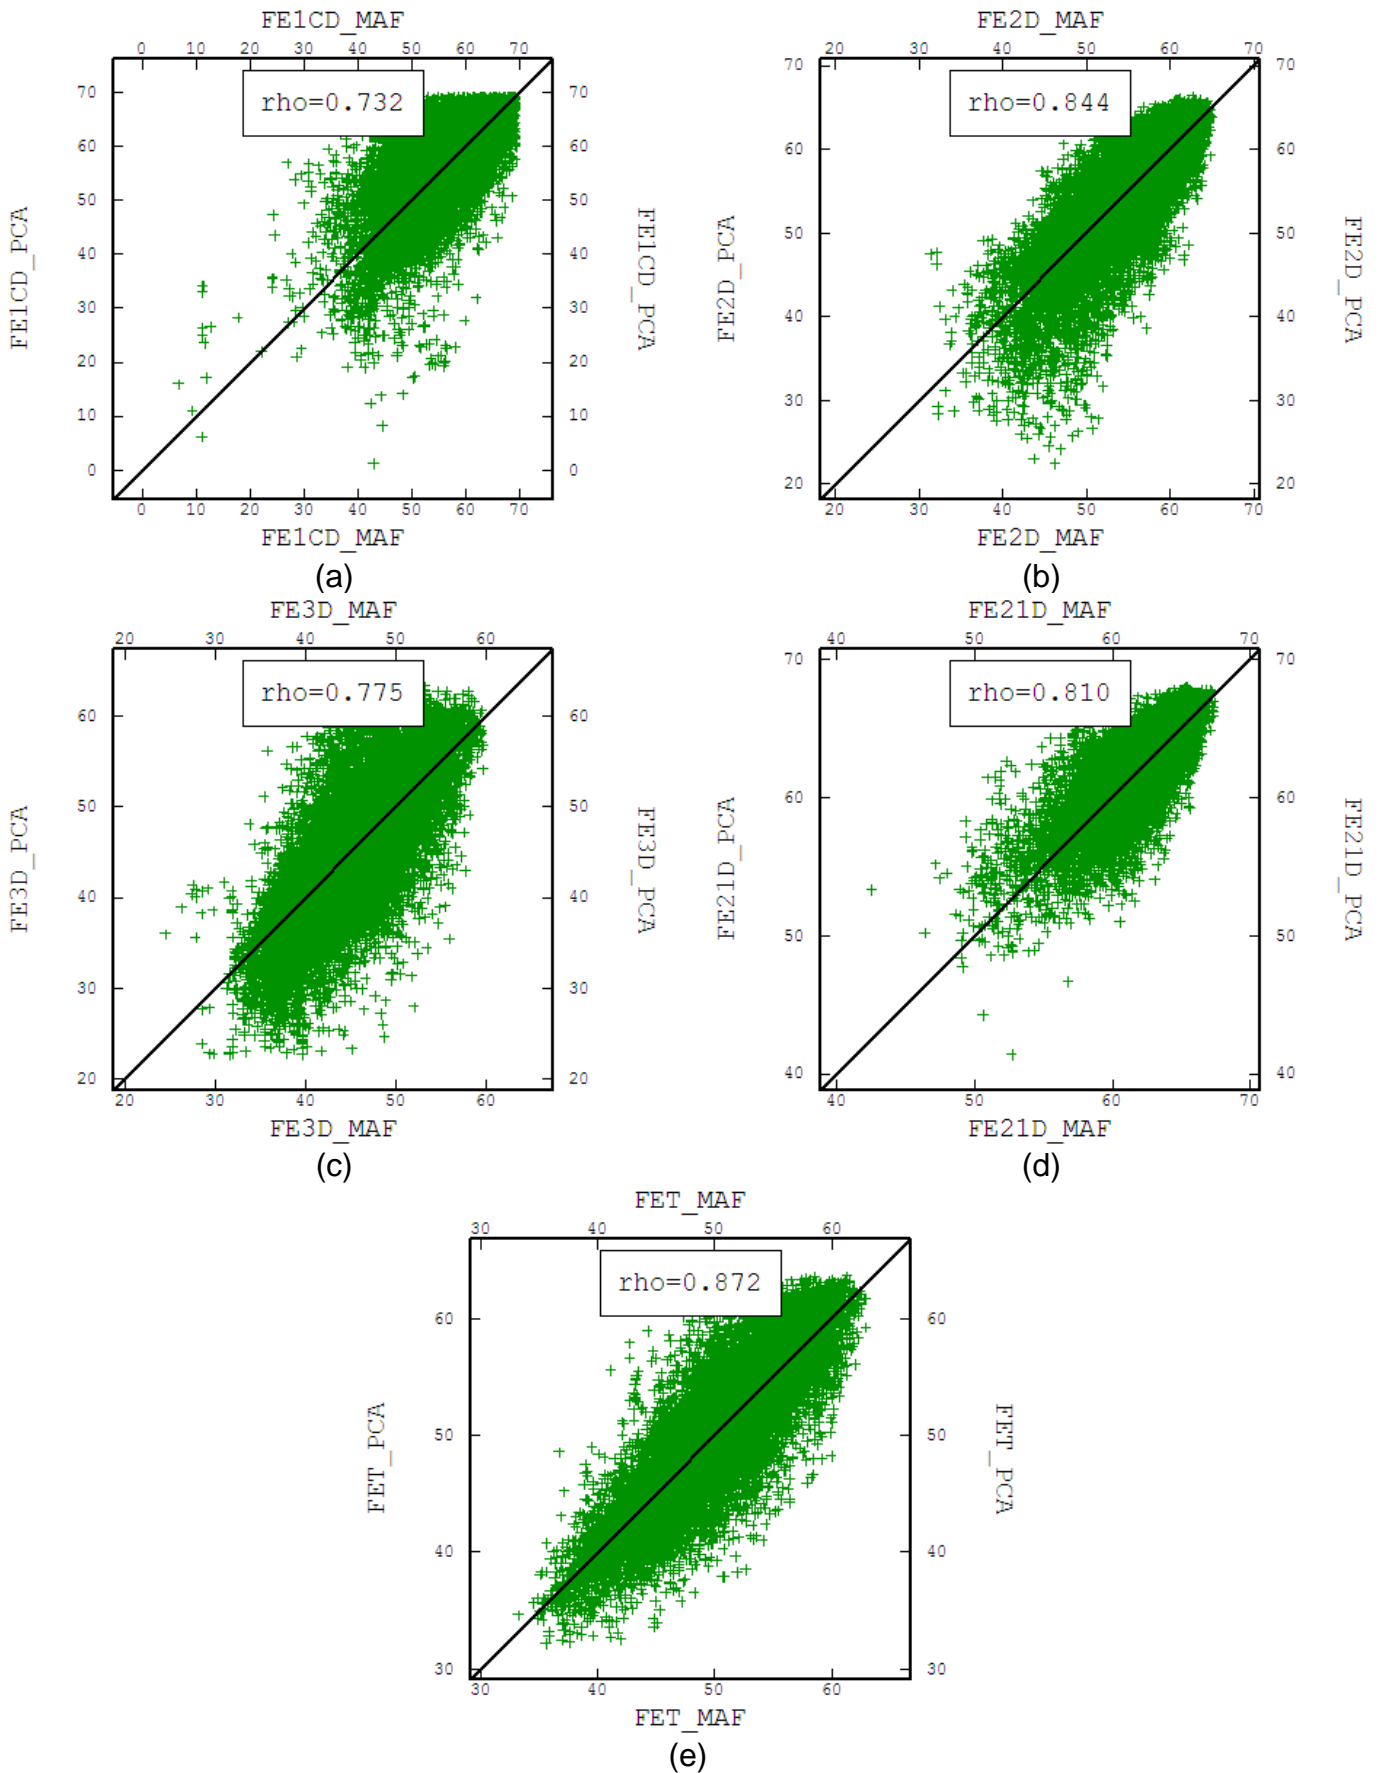 FE1CD_MAF
0 10 20 30 40 50 60 70
rho=0.732
70 70
60 60
50 50
40 40
30 30
20 20
10 10
0 0
FE1CD_PCA
FE1CD_PCA
0 10 20 30 40 50 60 70
FE1CD_MAF
(a)
FE2D_MAF
20 30 40 50 60 70
rho=0.844
70 70
60 60
50 50
40 40
30 30
20 20
FE2D_PCA
FE2D_PCA
20 30 40 50 60 70
FE2D_MAF
(b)
FE3D_MAF
20 30 40 50 60
rho=0.775
60 60
50 50
40 40
30 30
20 20
FE3D_PCA
FE3D_PCA
20 30 40 50 60
FE3D_MAF
(c)
FE21D_MAF
40 50 60 70
rho=0.810
70 70
60 60
50 50
40 40
FE21D_PCA
FE21D_PCA
40 50 60 70
FE21D_MAF
(d)
FET_MAF
30 40 50 60
rho=0.872
60 60
50 50
40 40
30 30
FET_PCA
FET_PCA
30 40 50 60
FET_MAF
(e)